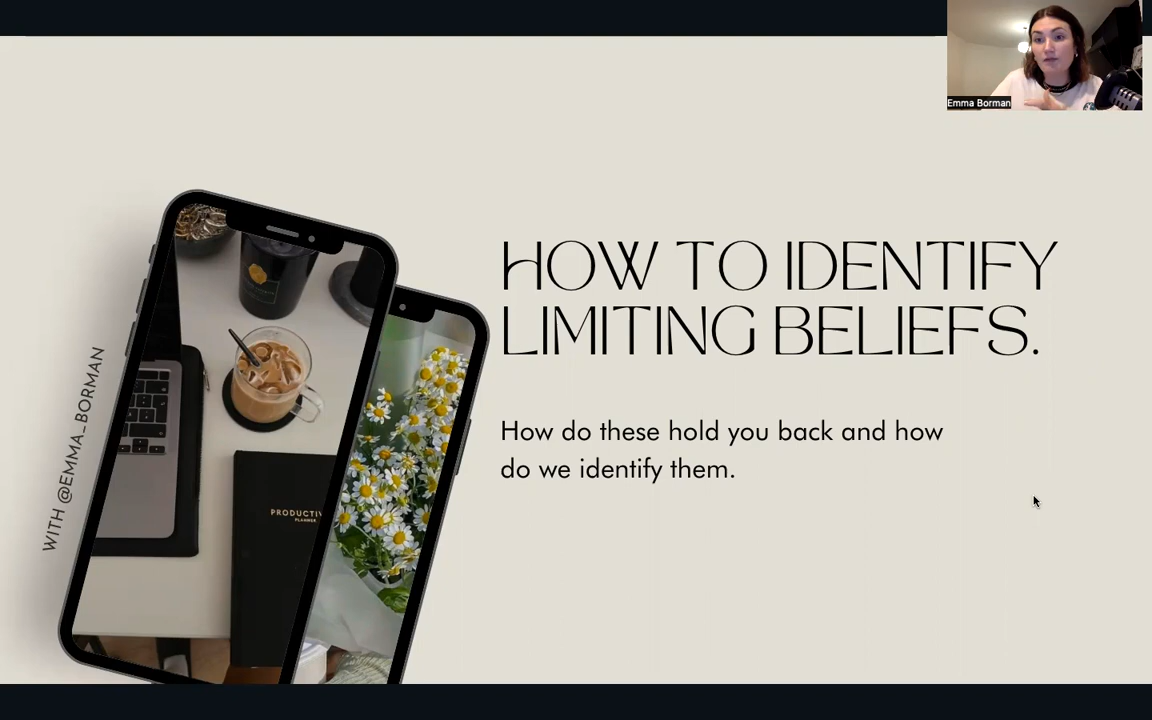 Emma Borman
HOW TO IDENTIFY
LIMITING BELIEFS.
How do these hold you back and how
do we identify them.
WITH @EMMA_BORMAN
PLANNER